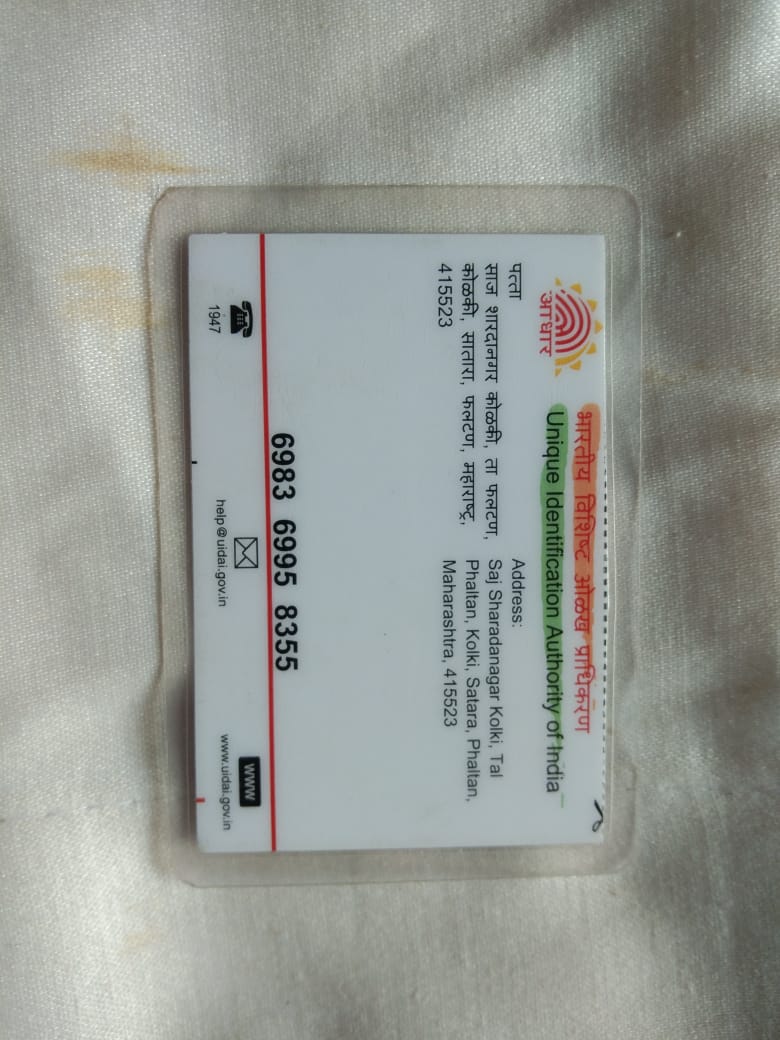 आधार
भारतीय विशिष्ट ओळख प्राधिकरण
Unique Identification Authority of India
पत्ता
साज शारदानगर कोळकी, ता फलटण,
कोळकी, सातारा, फलटण, महाराष्ट्र,
415523
Address:
Saj Sharadanagar Kolki, Tal
Phaltan, Kolki, Satara, Phaltan,
Maharashtra, 415523
6983 6995 8355
1947
help@uidai.gov.in
WWW
www.uidai.gov.in